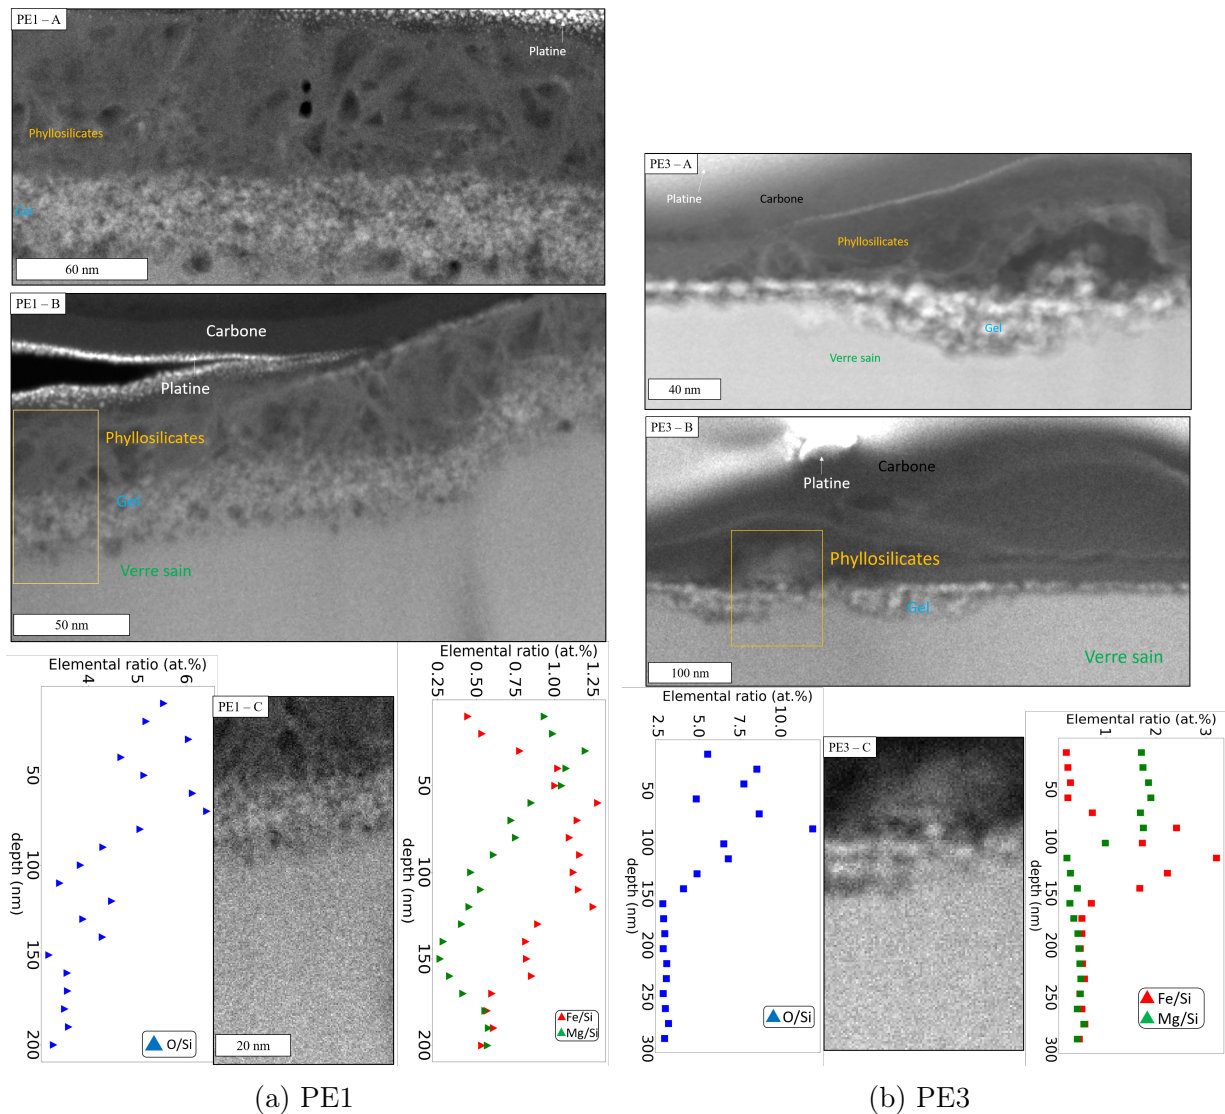 PE1 – A
Platine
Phyllosilicates
Gel
60 nm
PE1 – B
Carbone
Platine
Phyllosilicates
Gel
Verre sain
50 nm
Elemental ratio (at.%)
4 5 6
50
100
150
200
depth (nm)
O/Si
PE1 – C
20 nm
Elemental ratio (at.%)
0.25 0.50 0.75 1.00 1.25
50
100
150
200
depth (nm)
Fe/Si
Mg/Si
(a) PE1
PE3 – A
Platine
Carbone
Phyllosilicates
Gel
Verre sain
40 nm
PE3 – B
Carbone
Platine
Phyllosilicates
Gel
Verre sain
100 nm
Elemental ratio (at.%)
2.5 5.0 7.5 10.0
50
100
150
200
250
300
depth (nm)
O/Si
PE3 – C
Elemental ratio (at.%)
1 2 3
50
100
150
200
250
300
depth (nm)
Fe/Si
Mg/Si
(b) PE3